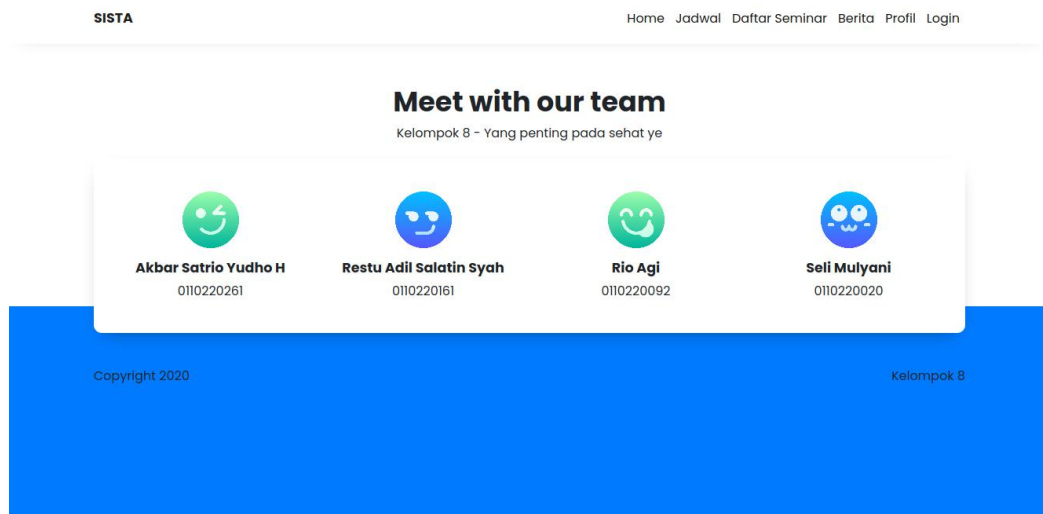 SISTA
Home Jadwal Daftar Seminar Berita Profil Login
Meet with our team
Kelompok 8 - Yang penting pada sehat ye
Akbar Satrio Yudho H
0110220261
Restu Adil Salatin Syah
0110220161
Rio Agi
0110220092
Seli Mulyani
0110220020
Copyright 2020
Kelompok 8